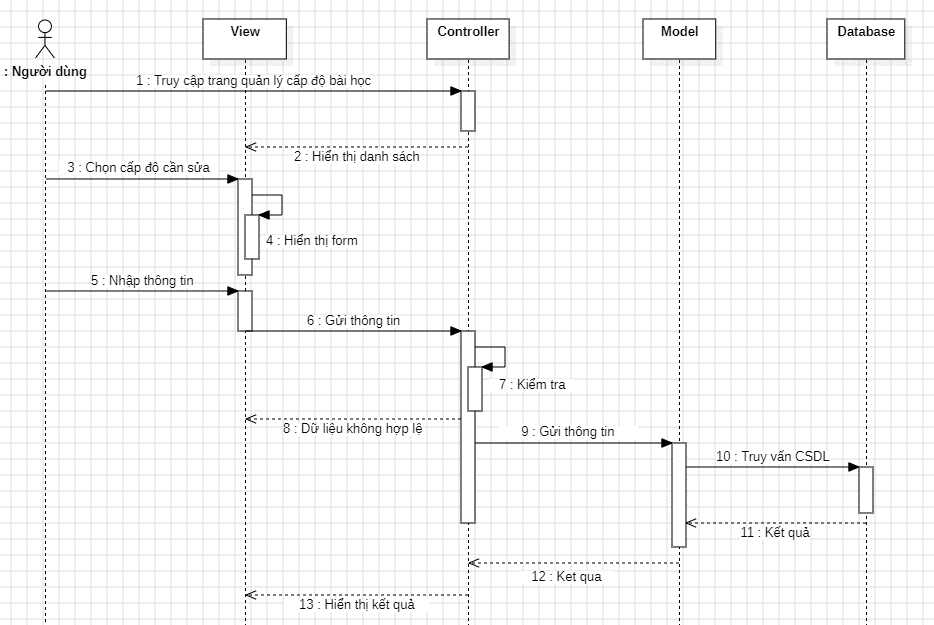 View
Controller
Model
Database
: Người dùng
1 : Truy cập trang quản lý cấp độ bài học
2 : Hiển thị danh sách
3 : Chọn cấp độ cần sửa
4 : Hiển thị form
5 : Nhập thông tin
6 : Gửi thông tin
7 : Kiểm tra
8 : Dữ liệu không hợp lệ
9 : Gửi thông tin
10 : Truy vấn CSDL
11 : Kết quả
12 : Ket qua
13 : Hiển thị kết quả